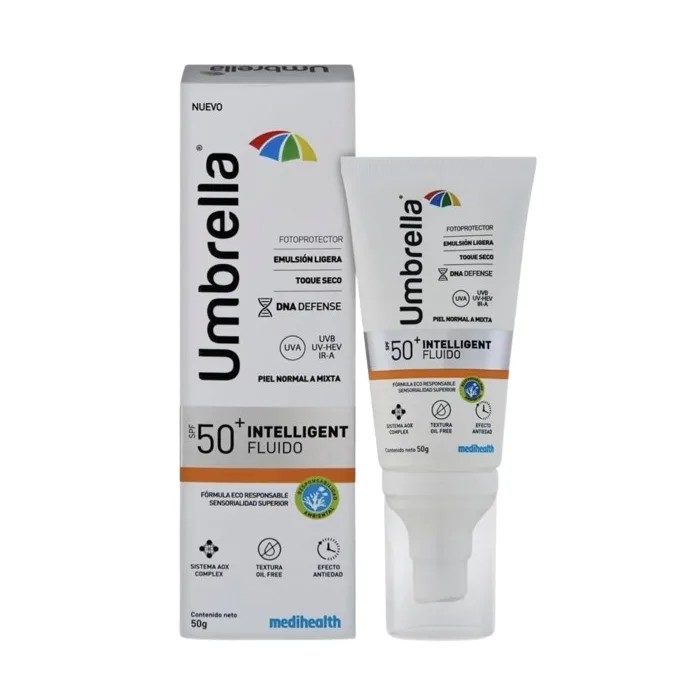 Umbrella
NUEVO
Umbrella®
FOTOPROTECTOR
EMULSIÓN LIGERA
TOQUE SECO
DNA DEFENSE
UVA
UVB
UV-HEV
IR-A
PIEL NORMAL A MIXTA
SPF 50+ INTELLIGENT
FLUIDO
FÓRMULA ECO RESPONSABLE
SENSORIALIDAD SUPERIOR
RESPONSABILIDAD
AMBIENTAL
SISTEMA AOX
COMPLEX
TEXTURA
OIL FREE
EFECTO
ANTIEDAD
Contenido neto
50g
medihealth
Umbrella®
FOTOPROTECTOR
EMULSIÓN LIGERA
TOQUE SECO
DNA DEFENSE
UVA
UVB
UV-HEV
IR-A
PIEL NORMAL A MIXTA
SPF 50+ INTELLIGENT
FLUIDO
FÓRMULA ECO RESPONSABLE
SENSORIALIDAD SUPERIOR
SISTEMA AOX
COMPLEX
TEXTURA
OIL FREE
EFECTO
ANTIEDAD
Contenido neto 50g
medihealth